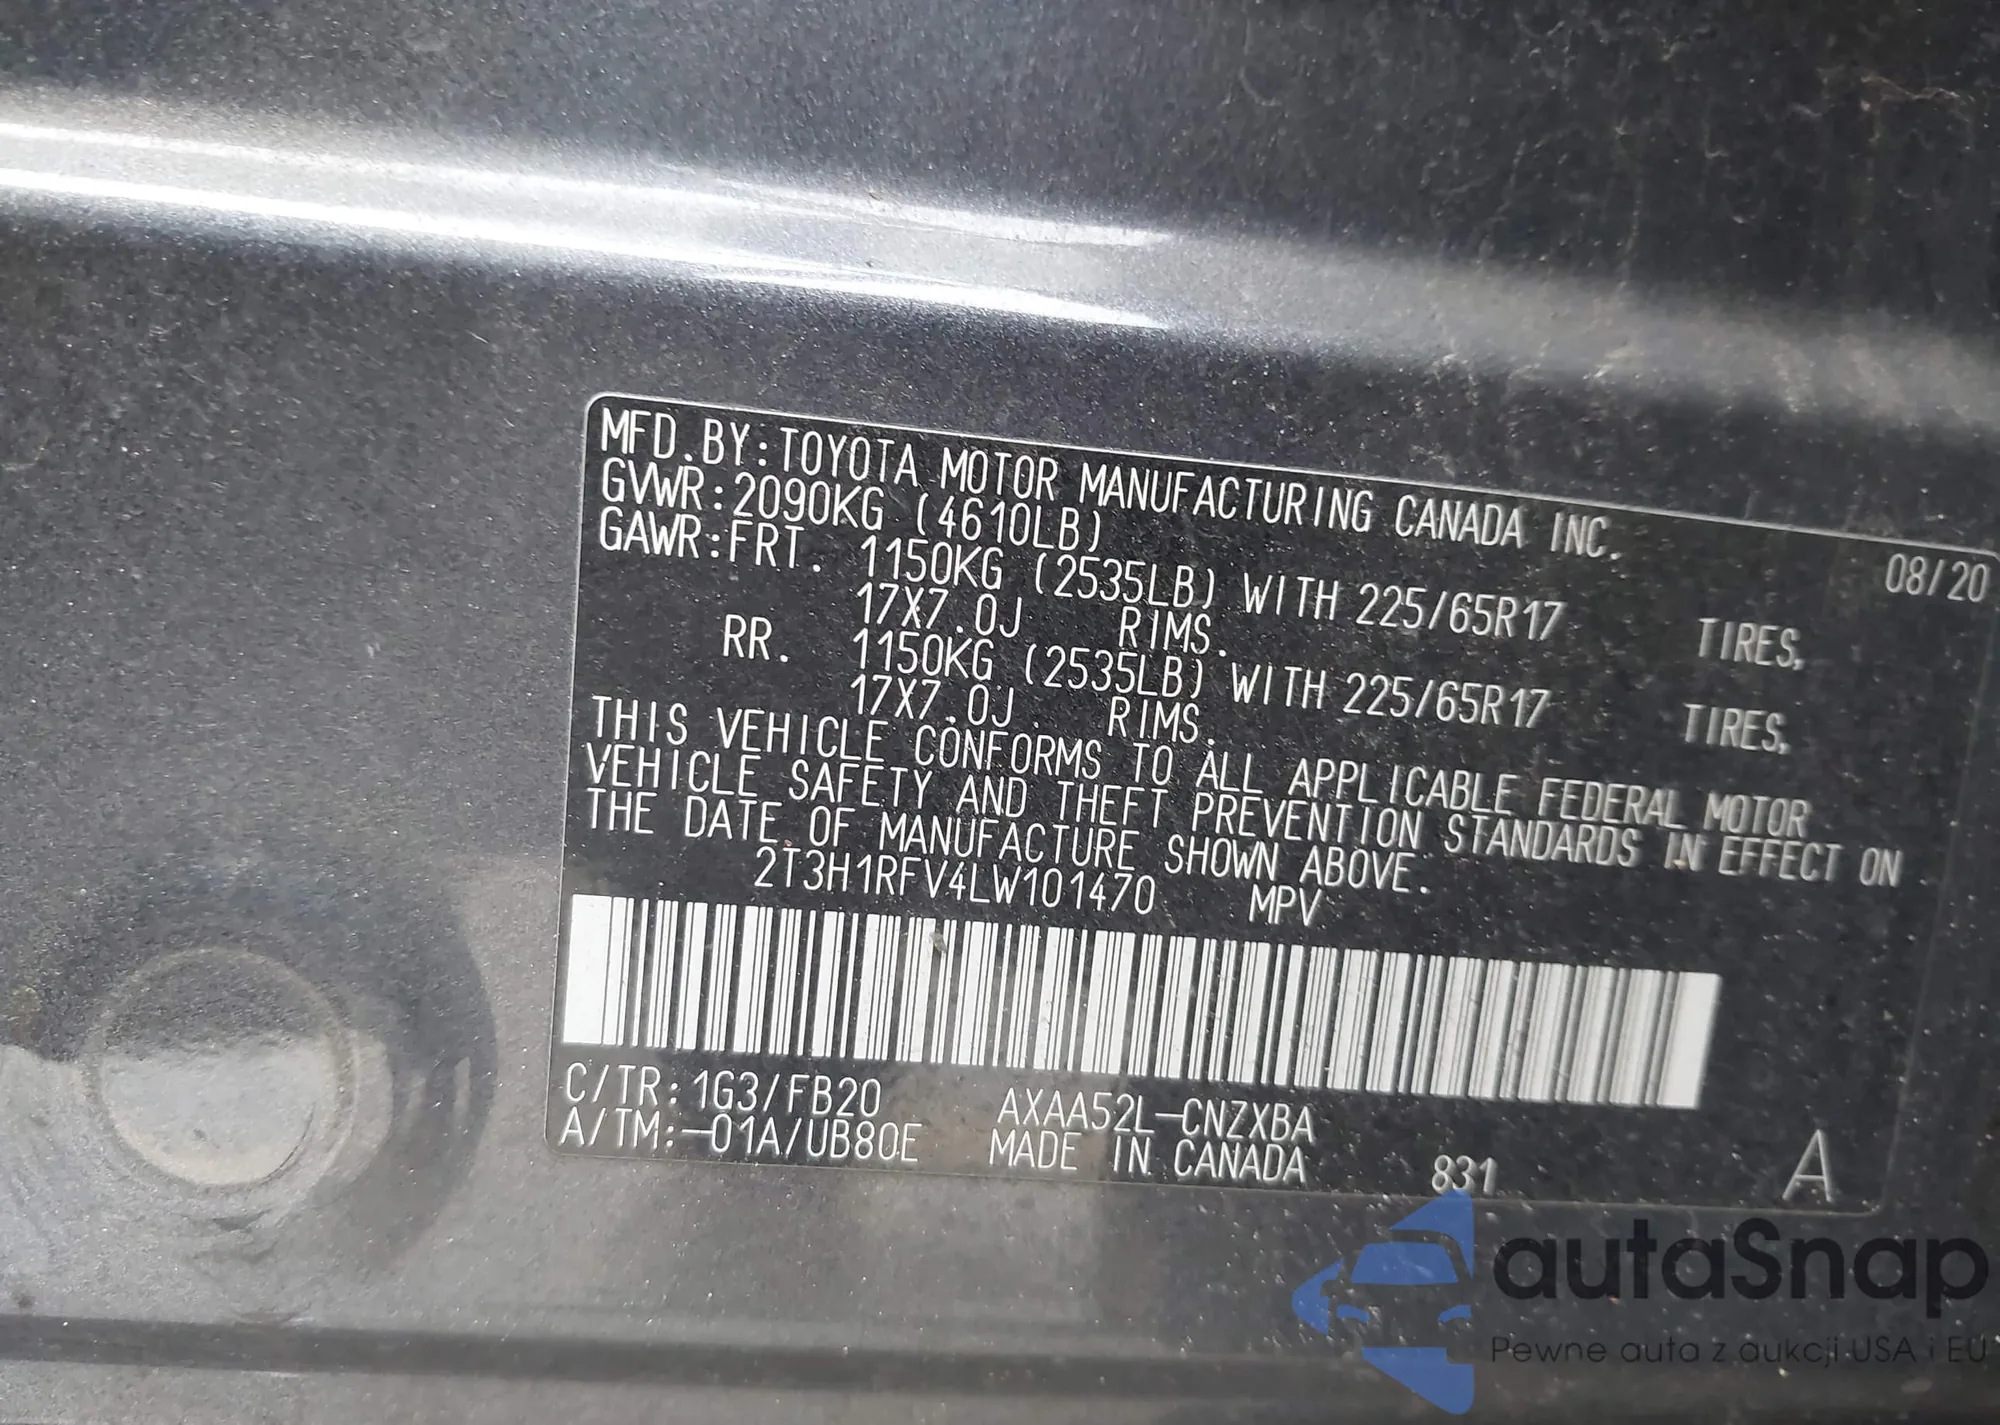 MFD.BY:TOYOTA MOTOR MANUFACTURING CANADA INC.
GVWR:2090KG (4610LB) 08/20
GAWR:FRT. 1150KG (2535LB) WITH 225/65R17 TIRES,
17X7.0J RIMS.
RR. 1150KG (2535LB) WITH 225/65R17 TIRES,
17X7.0J RIMS.
THIS VEHICLE CONFORMS TO ALL APPLICABLE FEDERAL MOTOR
VEHICLE SAFETY AND THEFT PREVENTION STANDARDS IN EFFECT ON
THE DATE OF MANUFACTURE SHOWN ABOVE.
2T3H1RFV4LW101470 MPV
C/TR:1G3/FB20 AXAA52L-CNZXBA
A/TM:-01A/UB80E MADE IN CANADA 831 A
autaSnap
Pewne auta z aukcji USA i EU